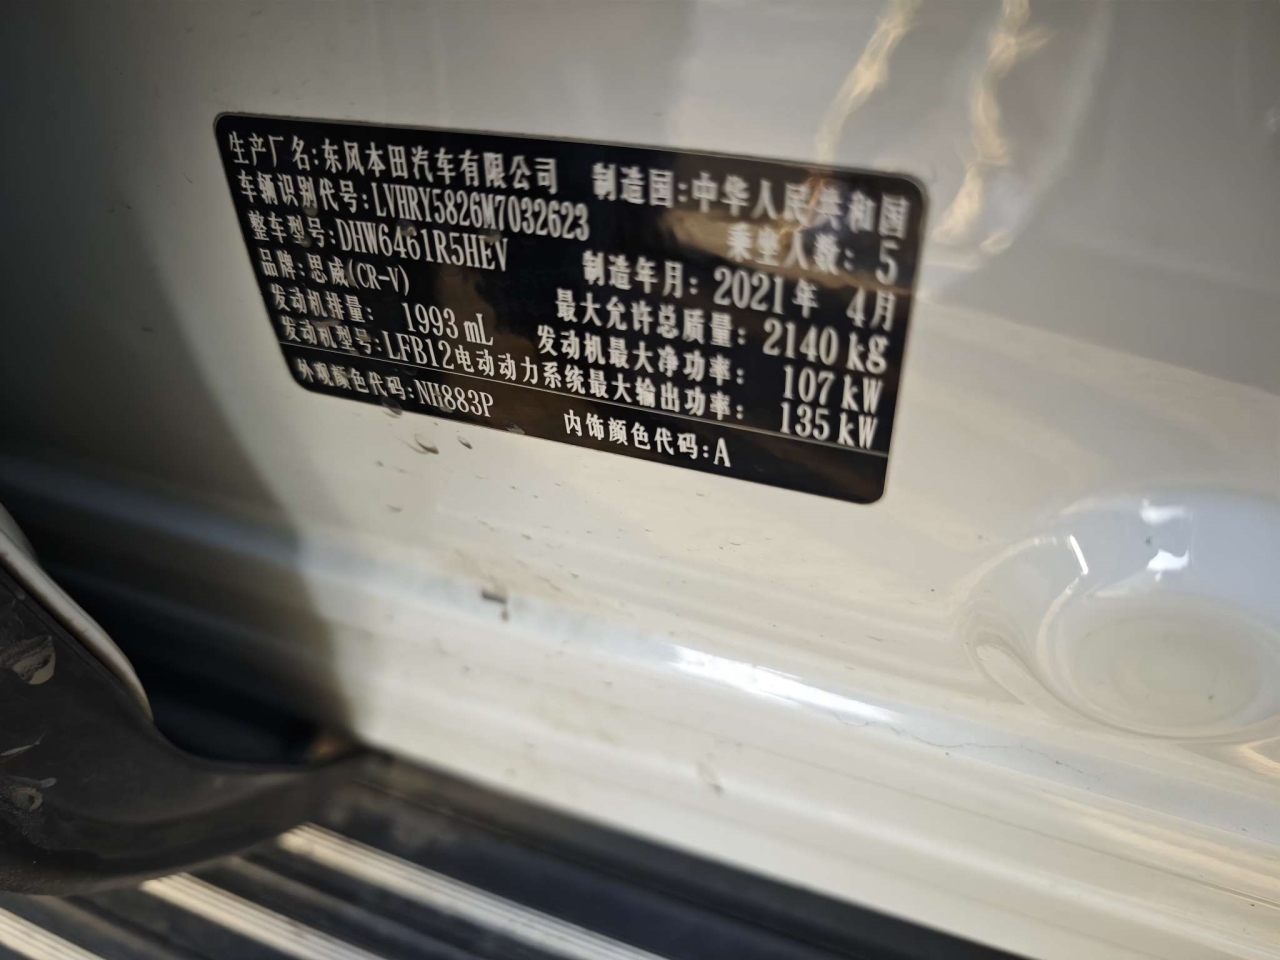 生产厂名:东风本田汽车有限公司 制造国:中华人民共和国
车辆识别代号:LVHRY5826M7032623 乘坐人数: 5
整车型号:DHW6461R5HEV 制造年月: 2021年 4月
品牌:思威(CR-V) 最大允许总质量: 2140 kg
发动机排量: 1993 mL 发动机最大净功率: 107 kW
发动机型号:LFB12 电动动力系统最大输出功率: 135 kW
外观颜色代码:NH883P 内饰颜色代码:A